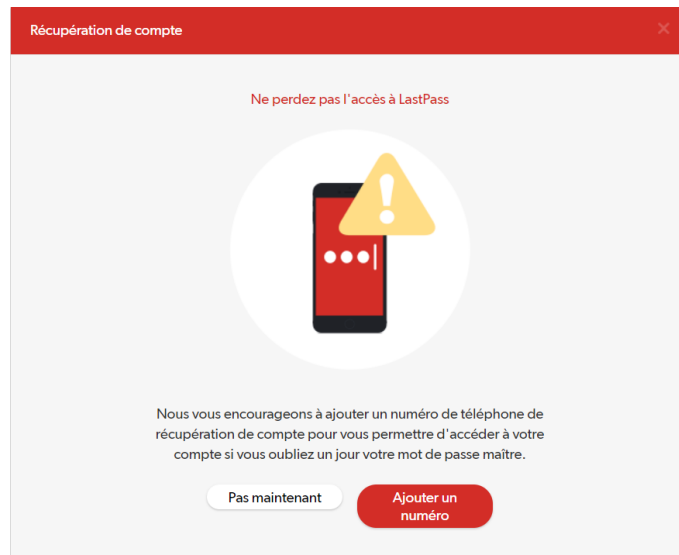 Récupération de compte
Ne perdez pas l'accès à LastPass
Nous vous encourageons à ajouter un numéro de téléphone de
récupération de compte pour vous permettre d'accéder à votre
compte si vous oubliez un jour votre mot de passe maître.
Pas maintenant
Ajouter un
numéro